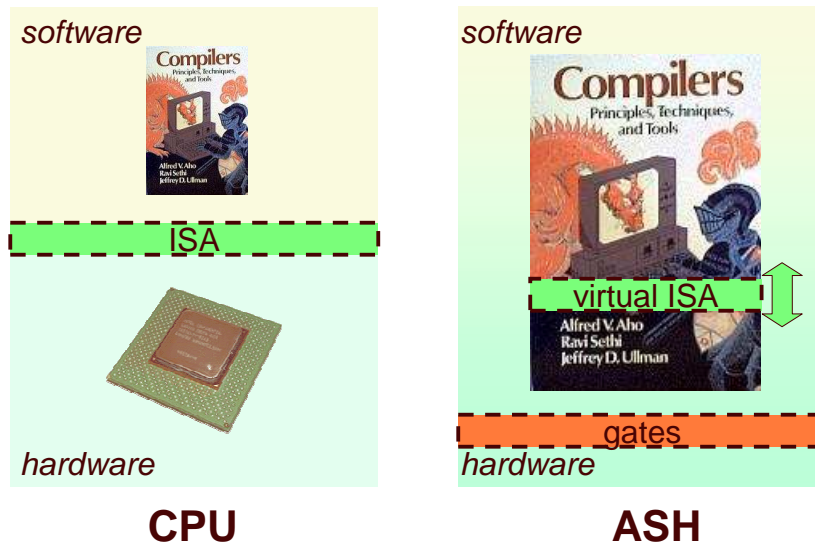 software
Compilers
Principles, Techniques,
and Tools
Alfred V. Aho
Ravi Sethi
Jeffrey D. Ullman
ISA
hardware
CPU
software
Compilers
Principles, Techniques,
and Tools
virtual ISA
Alfred V. Aho
Ravi Sethi
Jeffrey D. Ullman
gates
hardware
ASH